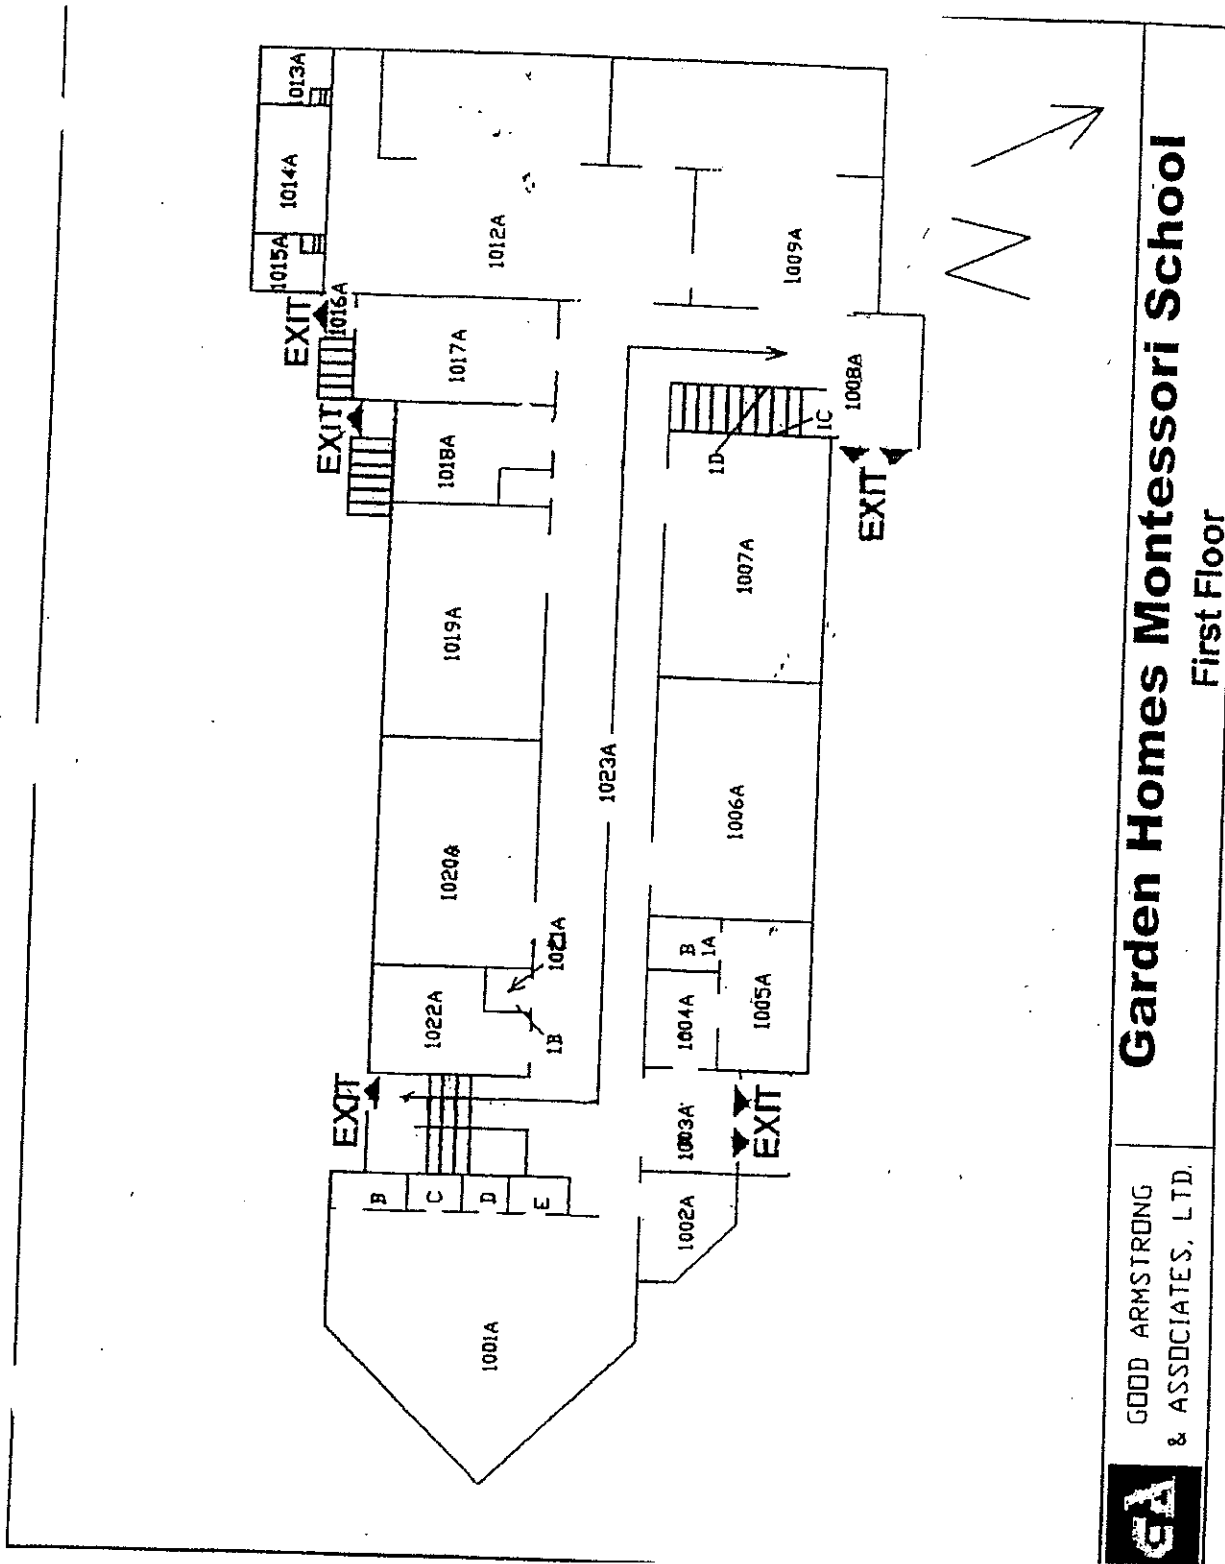 1013A
1014A
1015A
EXIT
1016A
1012A
1009A
EXIT
1017A
1018A
1008A
1C
1D
EXIT
1019A
1007A
1023A
1020A
1006A
1021A
1022A
1B
B
1A
1004A
1005A
EXIT
1003A
EXIT
B
C
D
E
1002A
1001A
N
Garden Homes Montessori School
First Floor
GOOD ARMSTRONG
& ASSOCIATES, LTD.
GA